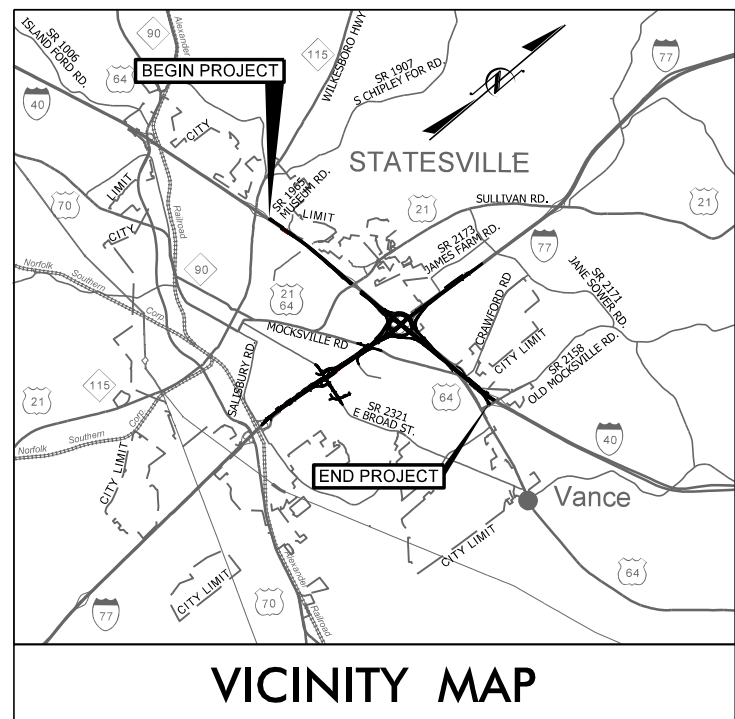 SR 1006
ISLAND FORD RD.
90
Alexander
115
WILKESBORO HWY
77
64
BEGIN PROJECT
SR 1907
S CHIPLEY FOR RD.
40
CITY
STATESVILLE
LIMIT
SR 1965
MUSEUM RD.
LIMIT
SULLIVAN RD.
21
21
70
CITY
Railroad
SR 2173
JAMES FARM RD.
77
90
SR 2171
JANE SOWER RD.
Norfolk
Southern
Corp.
21
64
MOCKSVILLE RD
CRAWFORD RD
CITY LIMIT
SR 2158
OLD MOCKSVILLE RD.
SALISBURY RD.
115
21
64
SR 2321
E BROAD ST.
40
Norfolk
Southern
Corp.
CITY LIMIT
END PROJECT
Vance
CITY LIMIT
64
CITY LIMIT
70
Alexander
Railroad
77
VICINITY MAP